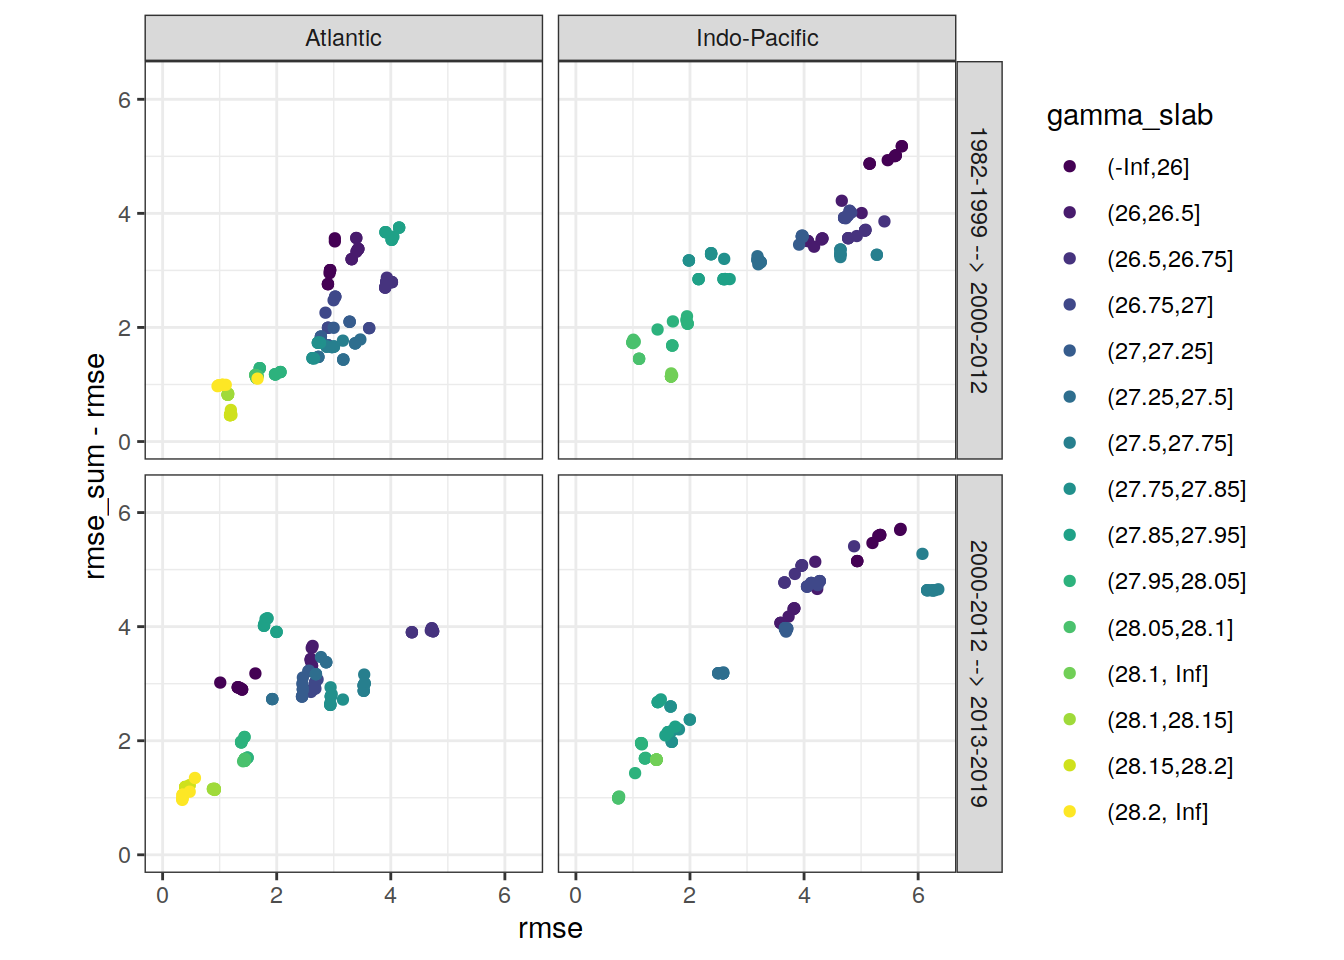 Atlantic
Indo-Pacific
6
4
2
0
1982-1999 --> 2000-2012
6
4
2
0
2000-2012 --> 2013-2019
rmse_sum - rmse
0
2
4
6
0
2
4
6
rmse
gamma_slab
(-Inf,26]
(26,26.5]
(26.5,26.75]
(26.75,27]
(27,27.25]
(27.25,27.5]
(27.5,27.75]
(27.75,27.85]
(27.85,27.95]
(27.95,28.05]
(28.05,28.1]
(28.1, Inf]
(28.1,28.15]
(28.15,28.2]
(28.2, Inf]